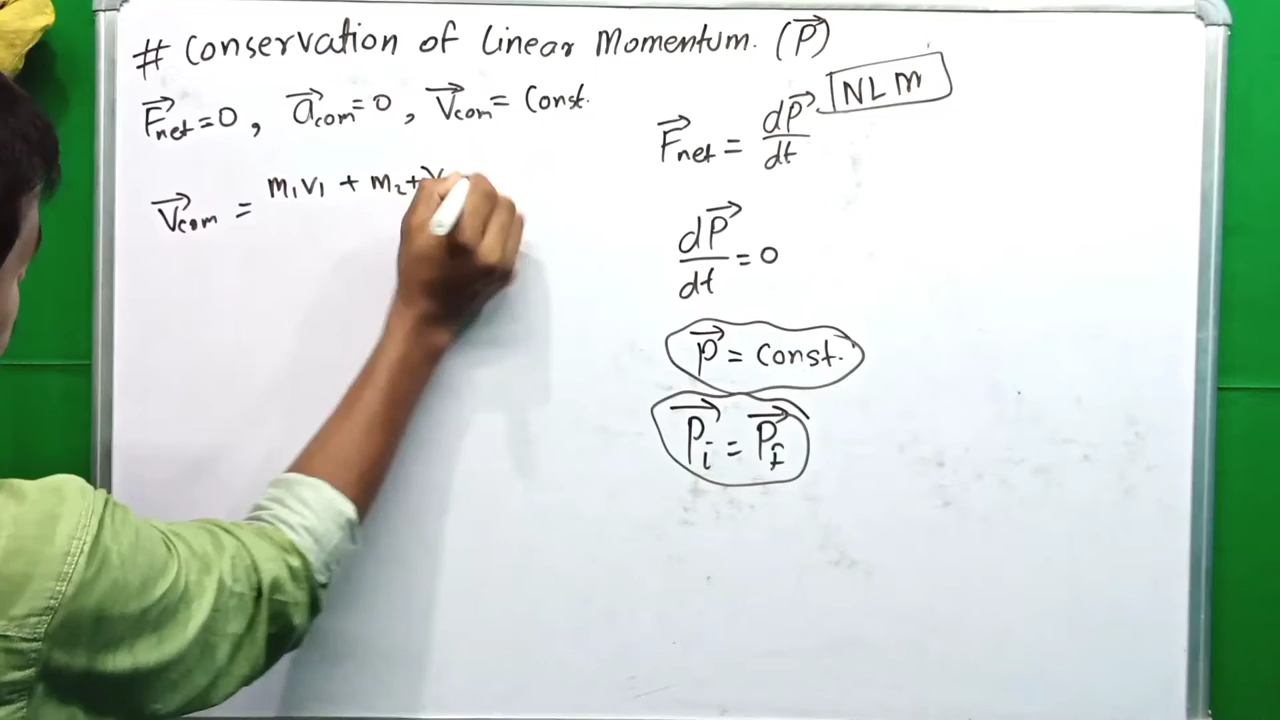 # Conservation of Linear Momentum. (P⃗)
F⃗net = 0, a⃗com = 0, V⃗com = Const.
V⃗com = m₁v₁ + m₂+v
NLM
F⃗net = dP⃗/dt
dP⃗/dt = 0
P⃗ = Const.
P⃗i = P⃗f